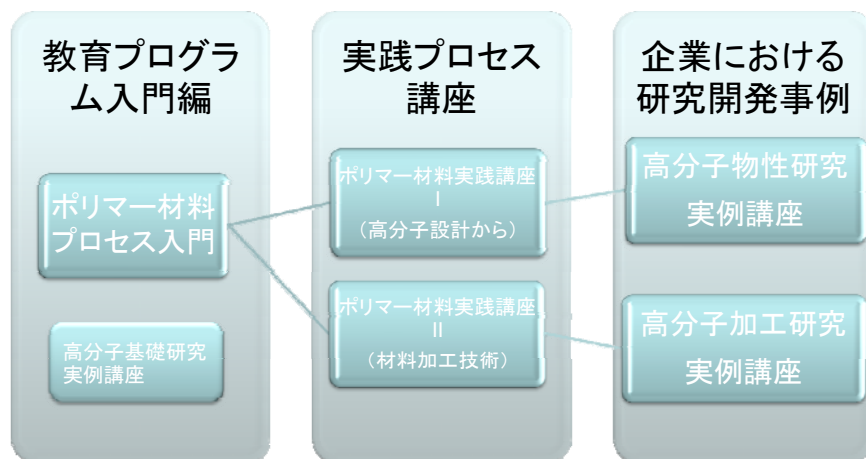 教育プログラ
ム入門編
ポリマー材料
プロセス入門
高分子基礎研究
実例講座
実践プロセス
講座
ポリマー材料実践講座
I
（高分子設計から）
ポリマー材料実践講座
II
（材料加工技術）
企業における
研究開発事例
高分子物性研究
実例講座
高分子加工研究
実例講座